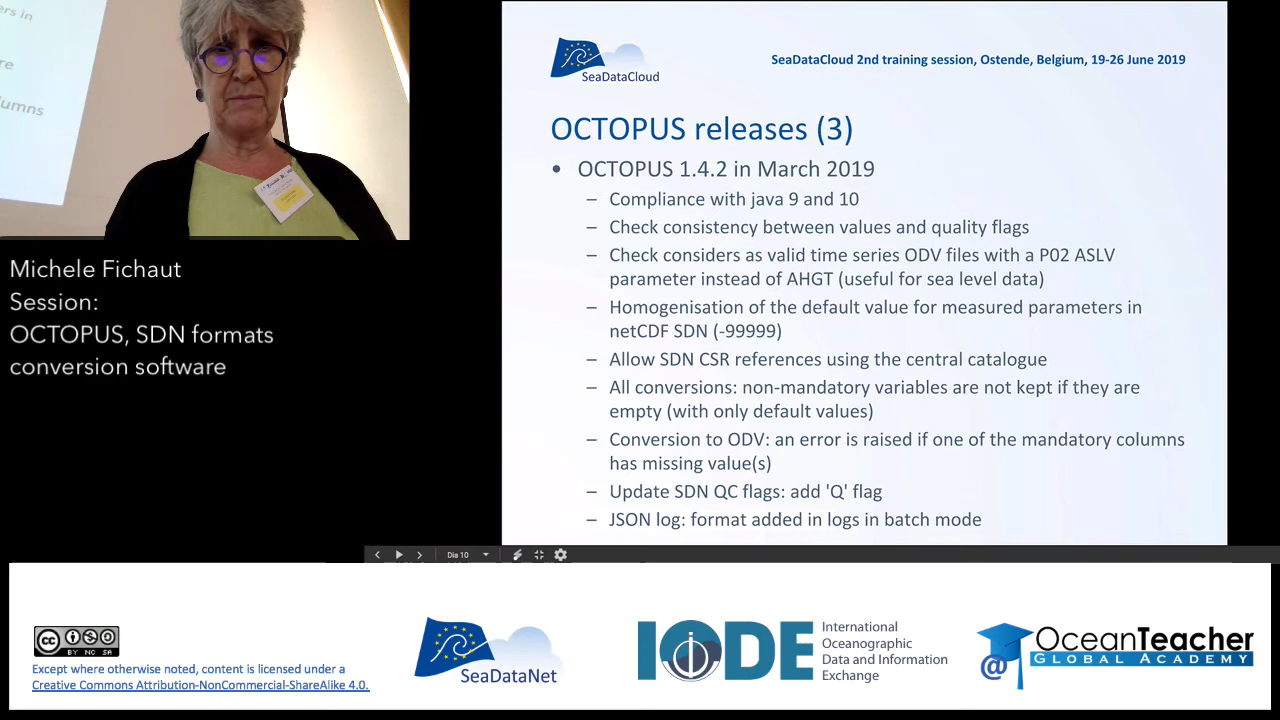 ers in
re
lumns
SeaDataCloud
SeaDataCloud 2nd training session, Ostende, Belgium, 19-26 June 2019
OCTOPUS releases (3)
• OCTOPUS 1.4.2 in March 2019
– Compliance with java 9 and 10
– Check consistency between values and quality flags
– Check considers as valid time series ODV files with a P02 ASLV
parameter instead of AHGT (useful for sea level data)
– Homogenisation of the default value for measured parameters in
netCDF SDN (-99999)
– Allow SDN CSR references using the central catalogue
– All conversions: non-mandatory variables are not kept if they are
empty (with only default values)
– Conversion to ODV: an error is raised if one of the mandatory columns
has missing value(s)
– Update SDN QC flags: add 'Q' flag
– JSON log: format added in logs in batch mode
Michele Fichaut
Session:
OCTOPUS, SDN formats
conversion software
Dia 10
cc
BY NC SA
Except where otherwise noted, content is licensed under a
Creative Commons Attribution-NonCommercial-ShareAlike 4.0.
SeaDataNet
IODE
International
Oceanographic
Data and Information
Exchange
@
OceanTeacher
GLOBAL ACADEMY